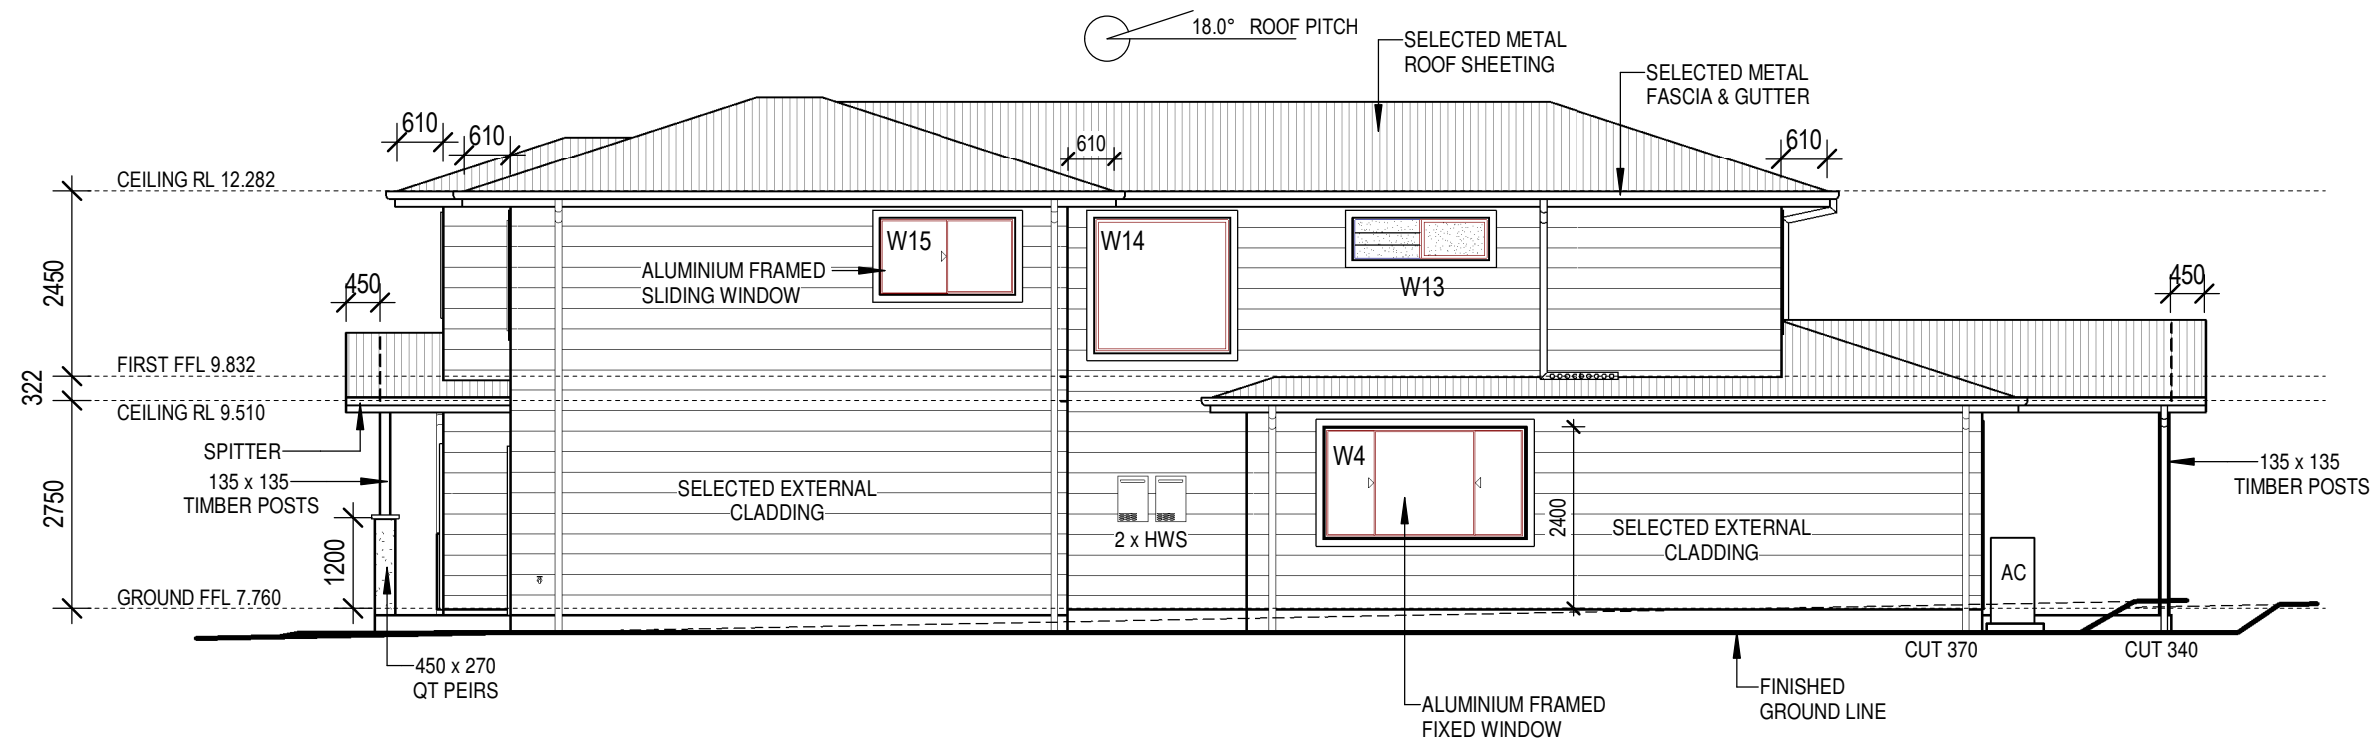 18.0° ROOF PITCH
SELECTED METAL
ROOF SHEETING
SELECTED METAL
FASCIA & GUTTER
610
610
610
610
CEILING RL 12.282
2450
W15
W14
W13
ALUMINIUM FRAMED
SLIDING WINDOW
450
450
FIRST FFL 9.832
322
CEILING RL 9.510
SPITTER
135 x 135
TIMBER POSTS
2750
1200
SELECTED EXTERNAL
CLADDING
2 x HWS
W4
2400
SELECTED EXTERNAL
CLADDING
135 x 135
TIMBER POSTS
AC
GROUND FFL 7.760
CUT 370
CUT 340
450 x 270
QT PEIRS
ALUMINIUM FRAMED
FIXED WINDOW
FINISHED
GROUND LINE